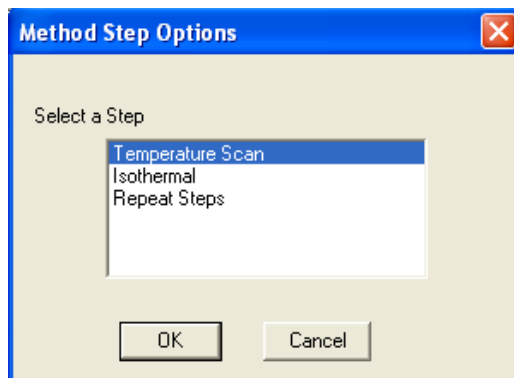 Method Step Options
Select a Step
Temperature Scan
Isothermal
Repeat Steps
OK
Cancel